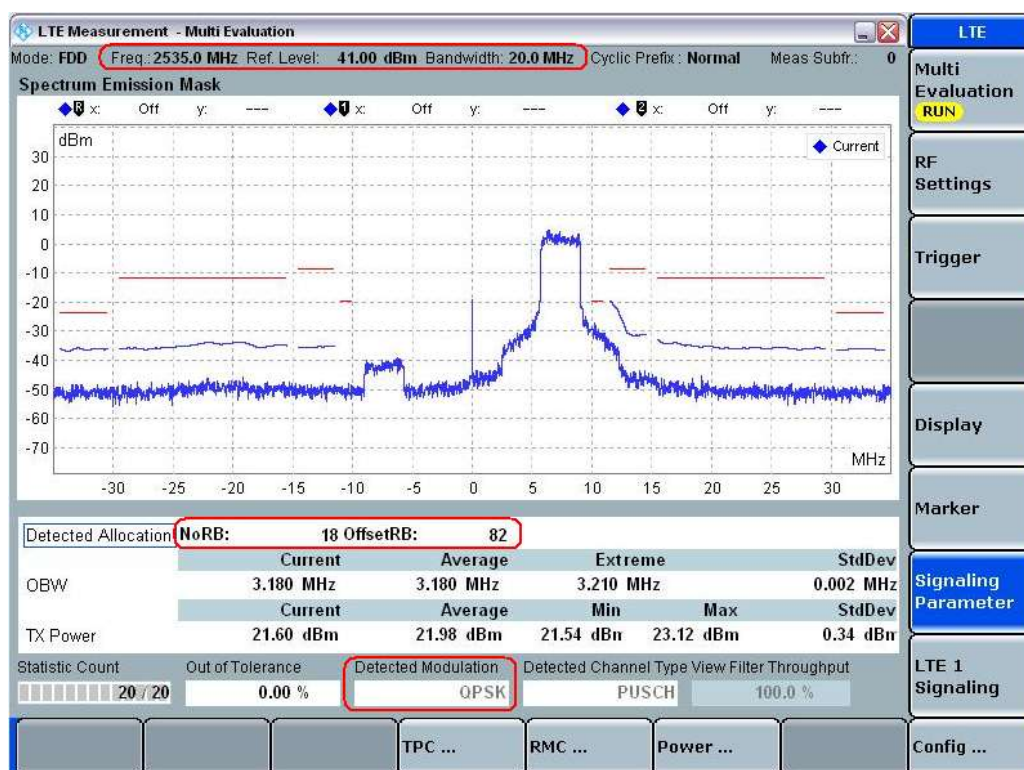 LTE Measurement - Multi Evaluation
LTE
Mode: FDD Freq.: 2535.0 MHz Ref. Level: 41.00 dBm Bandwidth: 20.0 MHz Cyclic Prefix : Normal Meas Subfr.: 0
Spectrum Emission Mask
R x: Off y: --- 1 x: Off y: --- 2 x: Off y: ---
dBm
Current
30
20
10
0
-10
-20
-30
-40
-50
-60
-70
MHz
-30 -25 -20 -15 -10 -5 0 5 10 15 20 25 30
Detected Allocation NoRB: 18 OffsetRB: 82
Current Average Extreme StdDev
OBW 3.180 MHz 3.180 MHz 3.210 MHz 0.002 MHz
Current Average Min Max StdDev
TX Power 21.60 dBm 21.98 dBm 21.54 dBm 23.12 dBm 0.34 dBm
Statistic Count Out of Tolerance Detected Modulation Detected Channel Type View Filter Throughput
20 / 20 0.00 % QPSK PUSCH 100.0 %
Multi
Evaluation
RUN
RF
Settings
Trigger
Display
Marker
Signaling
Parameter
LTE 1
Signaling
TPC ... RMC ... Power ... Config ...